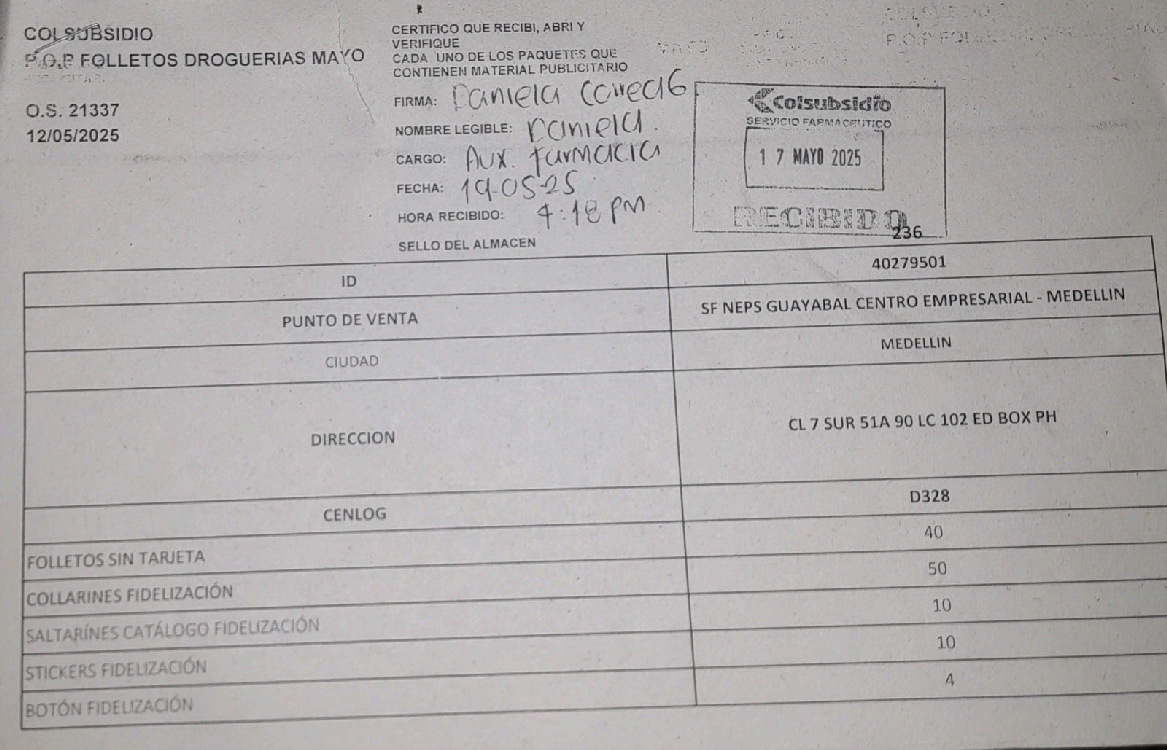 COLSUBSIDIO
P.O.P FOLLETOS DROGUERIAS MAYO
O.S. 21337
12/05/2025
CERTIFICO QUE RECIBI, ABRI Y
VERIFIQUE
CADA UNO DE LOS PAQUETES QUE
CONTIENEN MATERIAL PUBLICITARIO
FIRMA: Daniela
NOMBRE LEGIBLE: Daniela.
CARGO: Aux. farmacia
FECHA: 19-05-25
HORA RECIBIDO: 4:18 PM
SELLO DEL ALMACEN
Colsubsidio
SERVICIO FARMACEUTICO
17 MAYO 2025
RECIBIDO
236
ID 40279501
PUNTO DE VENTA SF NEPS GUAYABAL CENTRO EMPRESARIAL - MEDELLIN
CIUDAD MEDELLIN
DIRECCION CL 7 SUR 51A 90 LC 102 ED BOX PH
CENLOG D328
FOLLETOS SIN TARJETA 40
COLLARINES FIDELIZACIÓN 50
SALTARÍNES CATÁLOGO FIDELIZACIÓN 10
STICKERS FIDELIZACIÓN 10
BOTÓN FIDELIZACIÓN 4